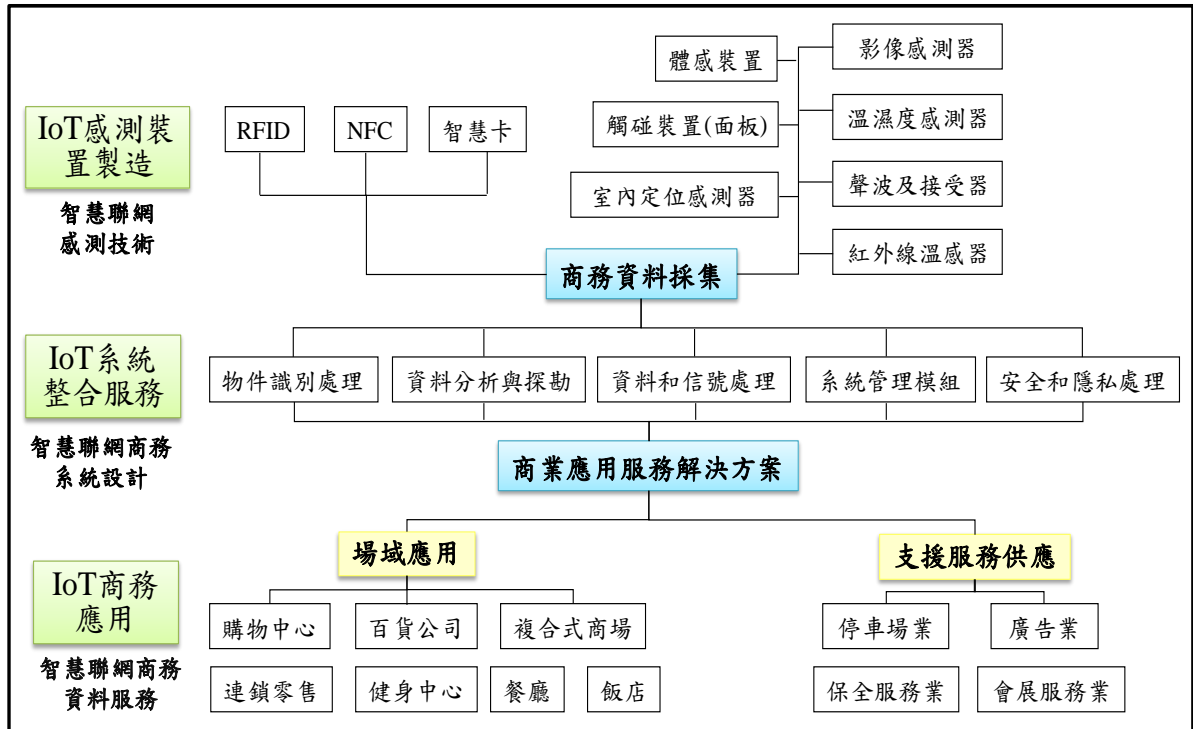 IoT感測裝
置製造
智慧聯網
感測技術
RFID
NFC
智慧卡
體感裝置
影像感測器
觸碰裝置(面板)
溫濕度感測器
室內定位感測器
聲波及接受器
紅外線溫感器
商務資料採集
IoT系統
整合服務
智慧聯網商務
系統設計
物件識別處理
資料分析與探勘
資料和信號處理
系統管理模組
安全和隱私處理
商業應用服務解決方案
IoT商務
應用
智慧聯網商務
資料服務
場域應用
購物中心
百貨公司
複合式商場
連鎖零售
健身中心
餐廳
飯店
支援服務供應
停車場業
廣告業
保全服務業
會展服務業